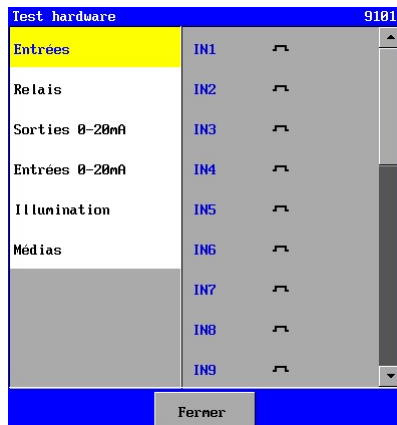 Test hardware 9101
Entrées IN1
Relais IN2
Sorties 0-20mA IN3
Entrées 0-20mA IN4
Illumination IN5
Médias IN6
IN7
IN8
IN9
Fermer